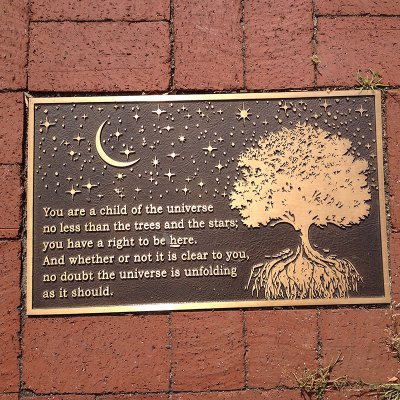 You are a child of the universe
no less than the trees and the stars;
you have a right to be here.
And whether or not it is clear to you,
no doubt the universe is unfolding
as it should.